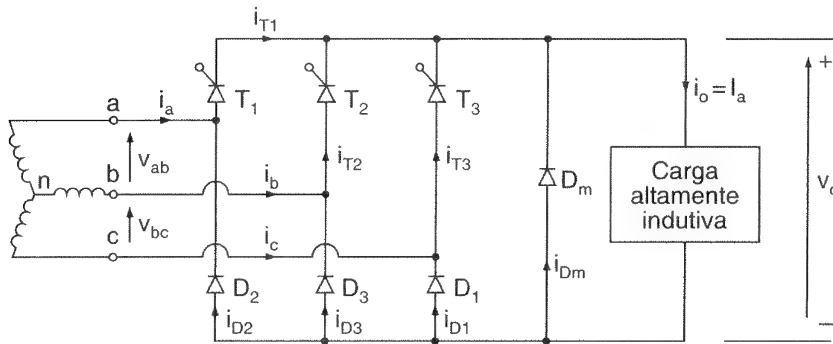 i_T1
a
i_a
T_1
T_2
T_3
i_o = I_a
+
v_ab
n
b
i_b
i_T2
i_T3
D_m
Carga
altamente
indutiva
v_bc
c
i_c
D_2
D_3
D_1
i_Dm
i_D2
i_D3
i_D1
–